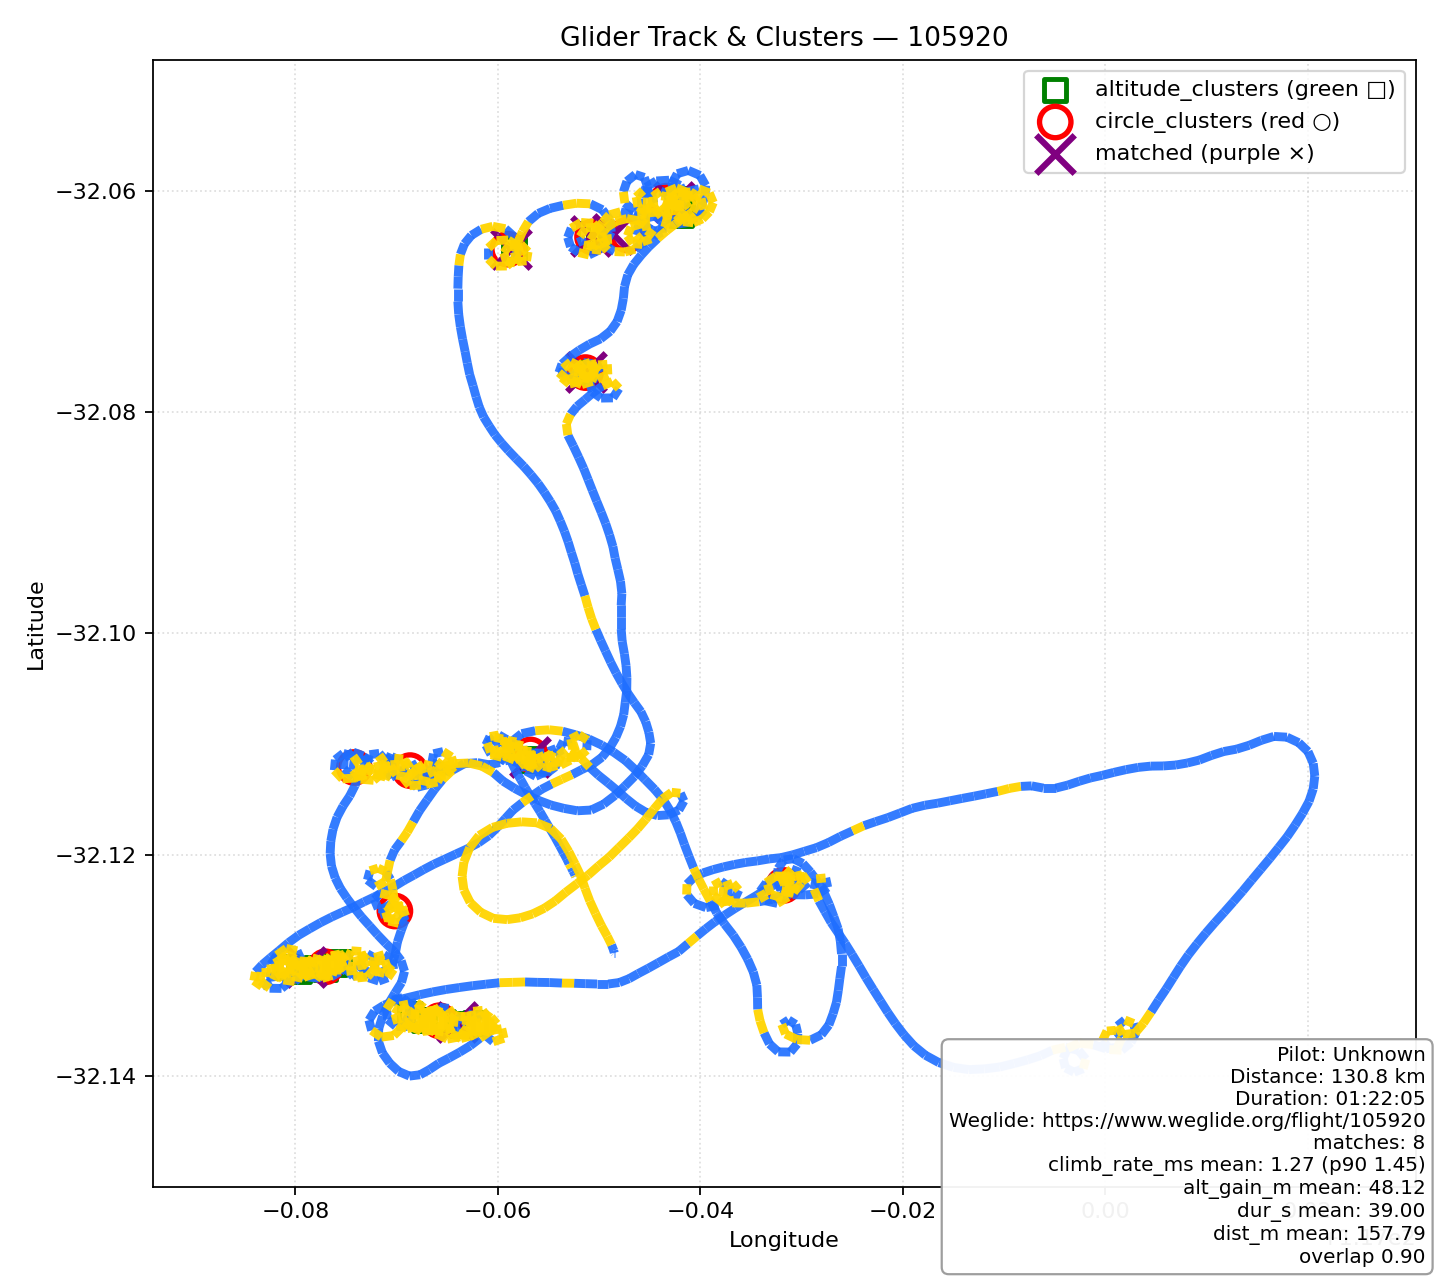 Glider Track & Clusters — 105920
altitude_clusters (green □)
circle_clusters (red ○)
matched (purple ×)
−32.06
−32.08
−32.10
−32.12
−32.14
Latitude
−0.08
−0.06
−0.04
−0.02
0.00
Longitude
Pilot: Unknown
Distance: 130.8 km
Duration: 01:22:05
Weglide: https://www.weglide.org/flight/105920
matches: 8
climb_rate_ms mean: 1.27 (p90 1.45)
alt_gain_m mean: 48.12
dur_s mean: 39.00
dist_m mean: 157.79
overlap 0.90